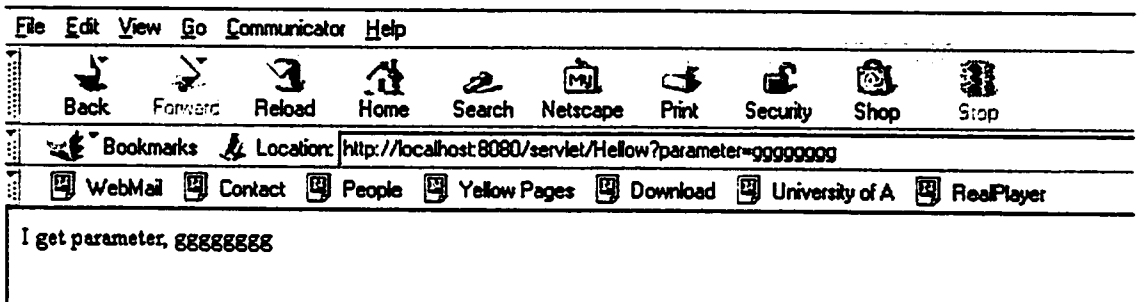 File Edit View Go Communicator Help
Back Forward Reload Home Search Netscape Print Security Shop Stop
Bookmarks Location: http://localhost:8080/servlet/Hellow?parameter=gggggggg
WebMail Contact People Yellow Pages Download University of A RealPlayer
I get parameter, gggggggg